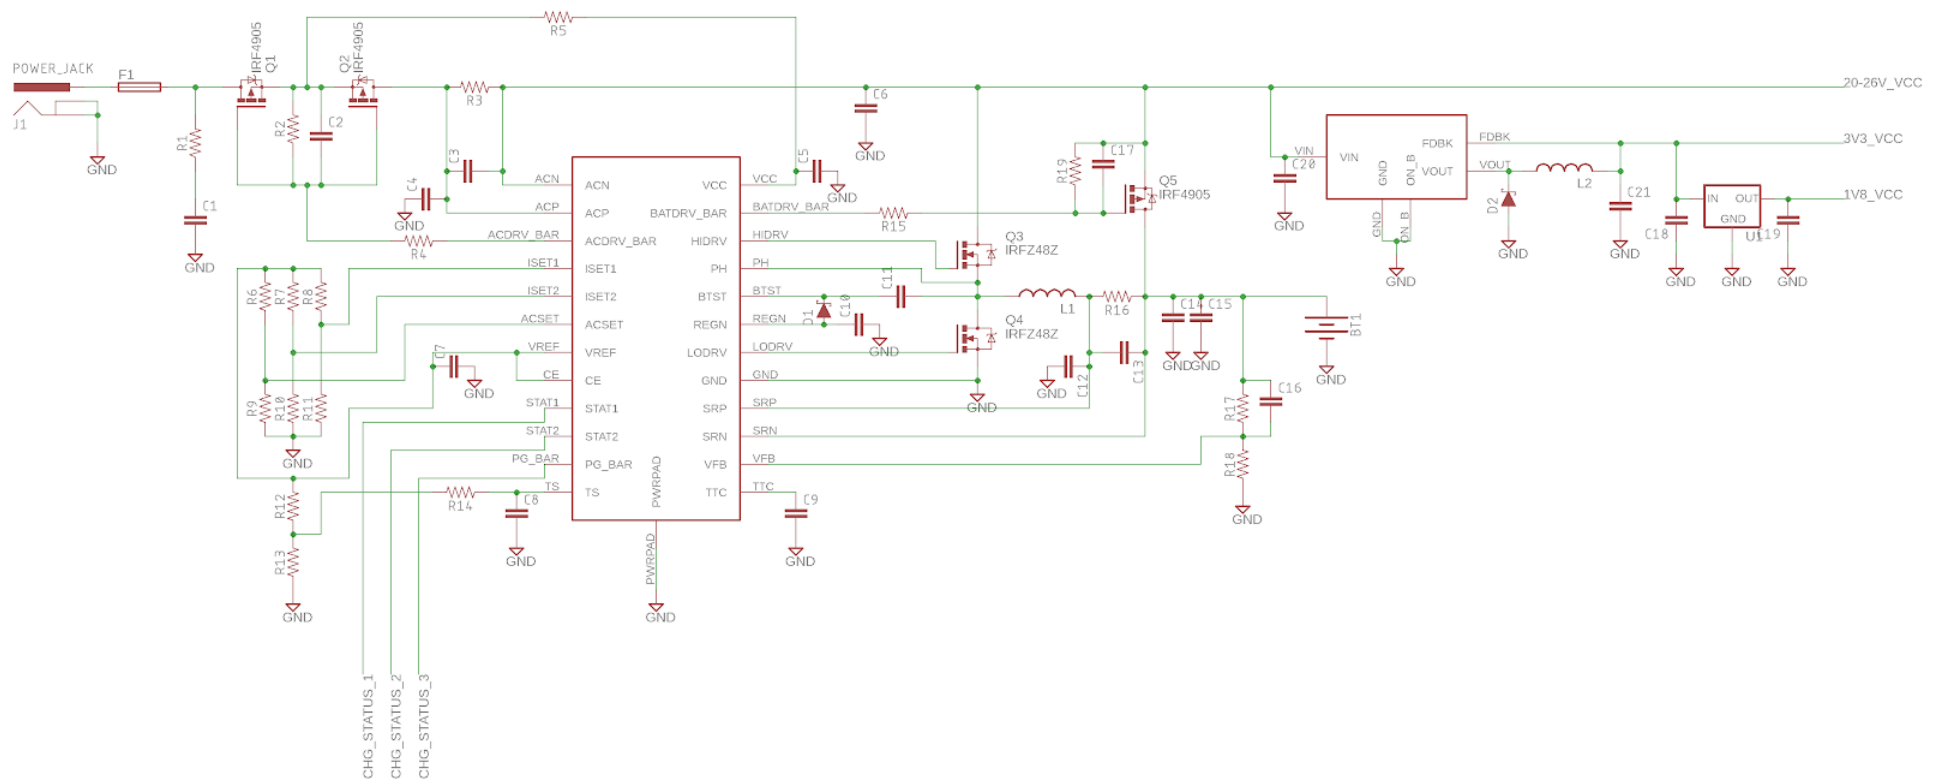 POWER_JACK
J1
GND
F1
R1
C1
GND
IRF4905
Q1
R2
C2
Q2
IRF4905
R5
R3
C3
C4
GND
R4
ACN
ACP
ACDRV_BAR
ISET1
ISET2
ACSET
VREF
CE
STAT1
STAT2
PG_BAR
TS
R6
R7
R8
R9
R10
R11
GND
C7
GND
R12
R13
GND
R14
C8
GND
CHG_STATUS_1
CHG_STATUS_2
CHG_STATUS_3
ACN
ACP
ACDRV_BAR
ISET1
ISET2
ACSET
VREF
CE
STAT1
STAT2
PG_BAR
TS
PWRPAD
PWRPAD
GND
VCC
BATDRV_BAR
HIDRV
PH
BTST
REGN
LODRV
GND
SRP
SRN
VFB
TTC
VCC
BATDRV_BAR
HIDRV
PH
BTST
REGN
LODRV
GND
SRP
SRN
VFB
TTC
C5
GND
C6
GND
R15
R19
C17
Q5
IRF4905
Q3
IRFZ48Z
C11
D1
C10
GND
Q4
IRFZ48Z
GND
L1
R16
C12
GND
C13
C14
C15
GND
GND
BT1
GND
R17
C16
R18
GND
C9
GND
VIN
C20
GND
VIN
GND
ON_B
FDBK
VOUT
GND
ON_B
GND
FDBK
VOUT
D2
GND
L2
C21
GND
C18
GND
IN
OUT
GND
U1
GND
C19
GND
20-26V_VCC
3V3_VCC
1V8_VCC